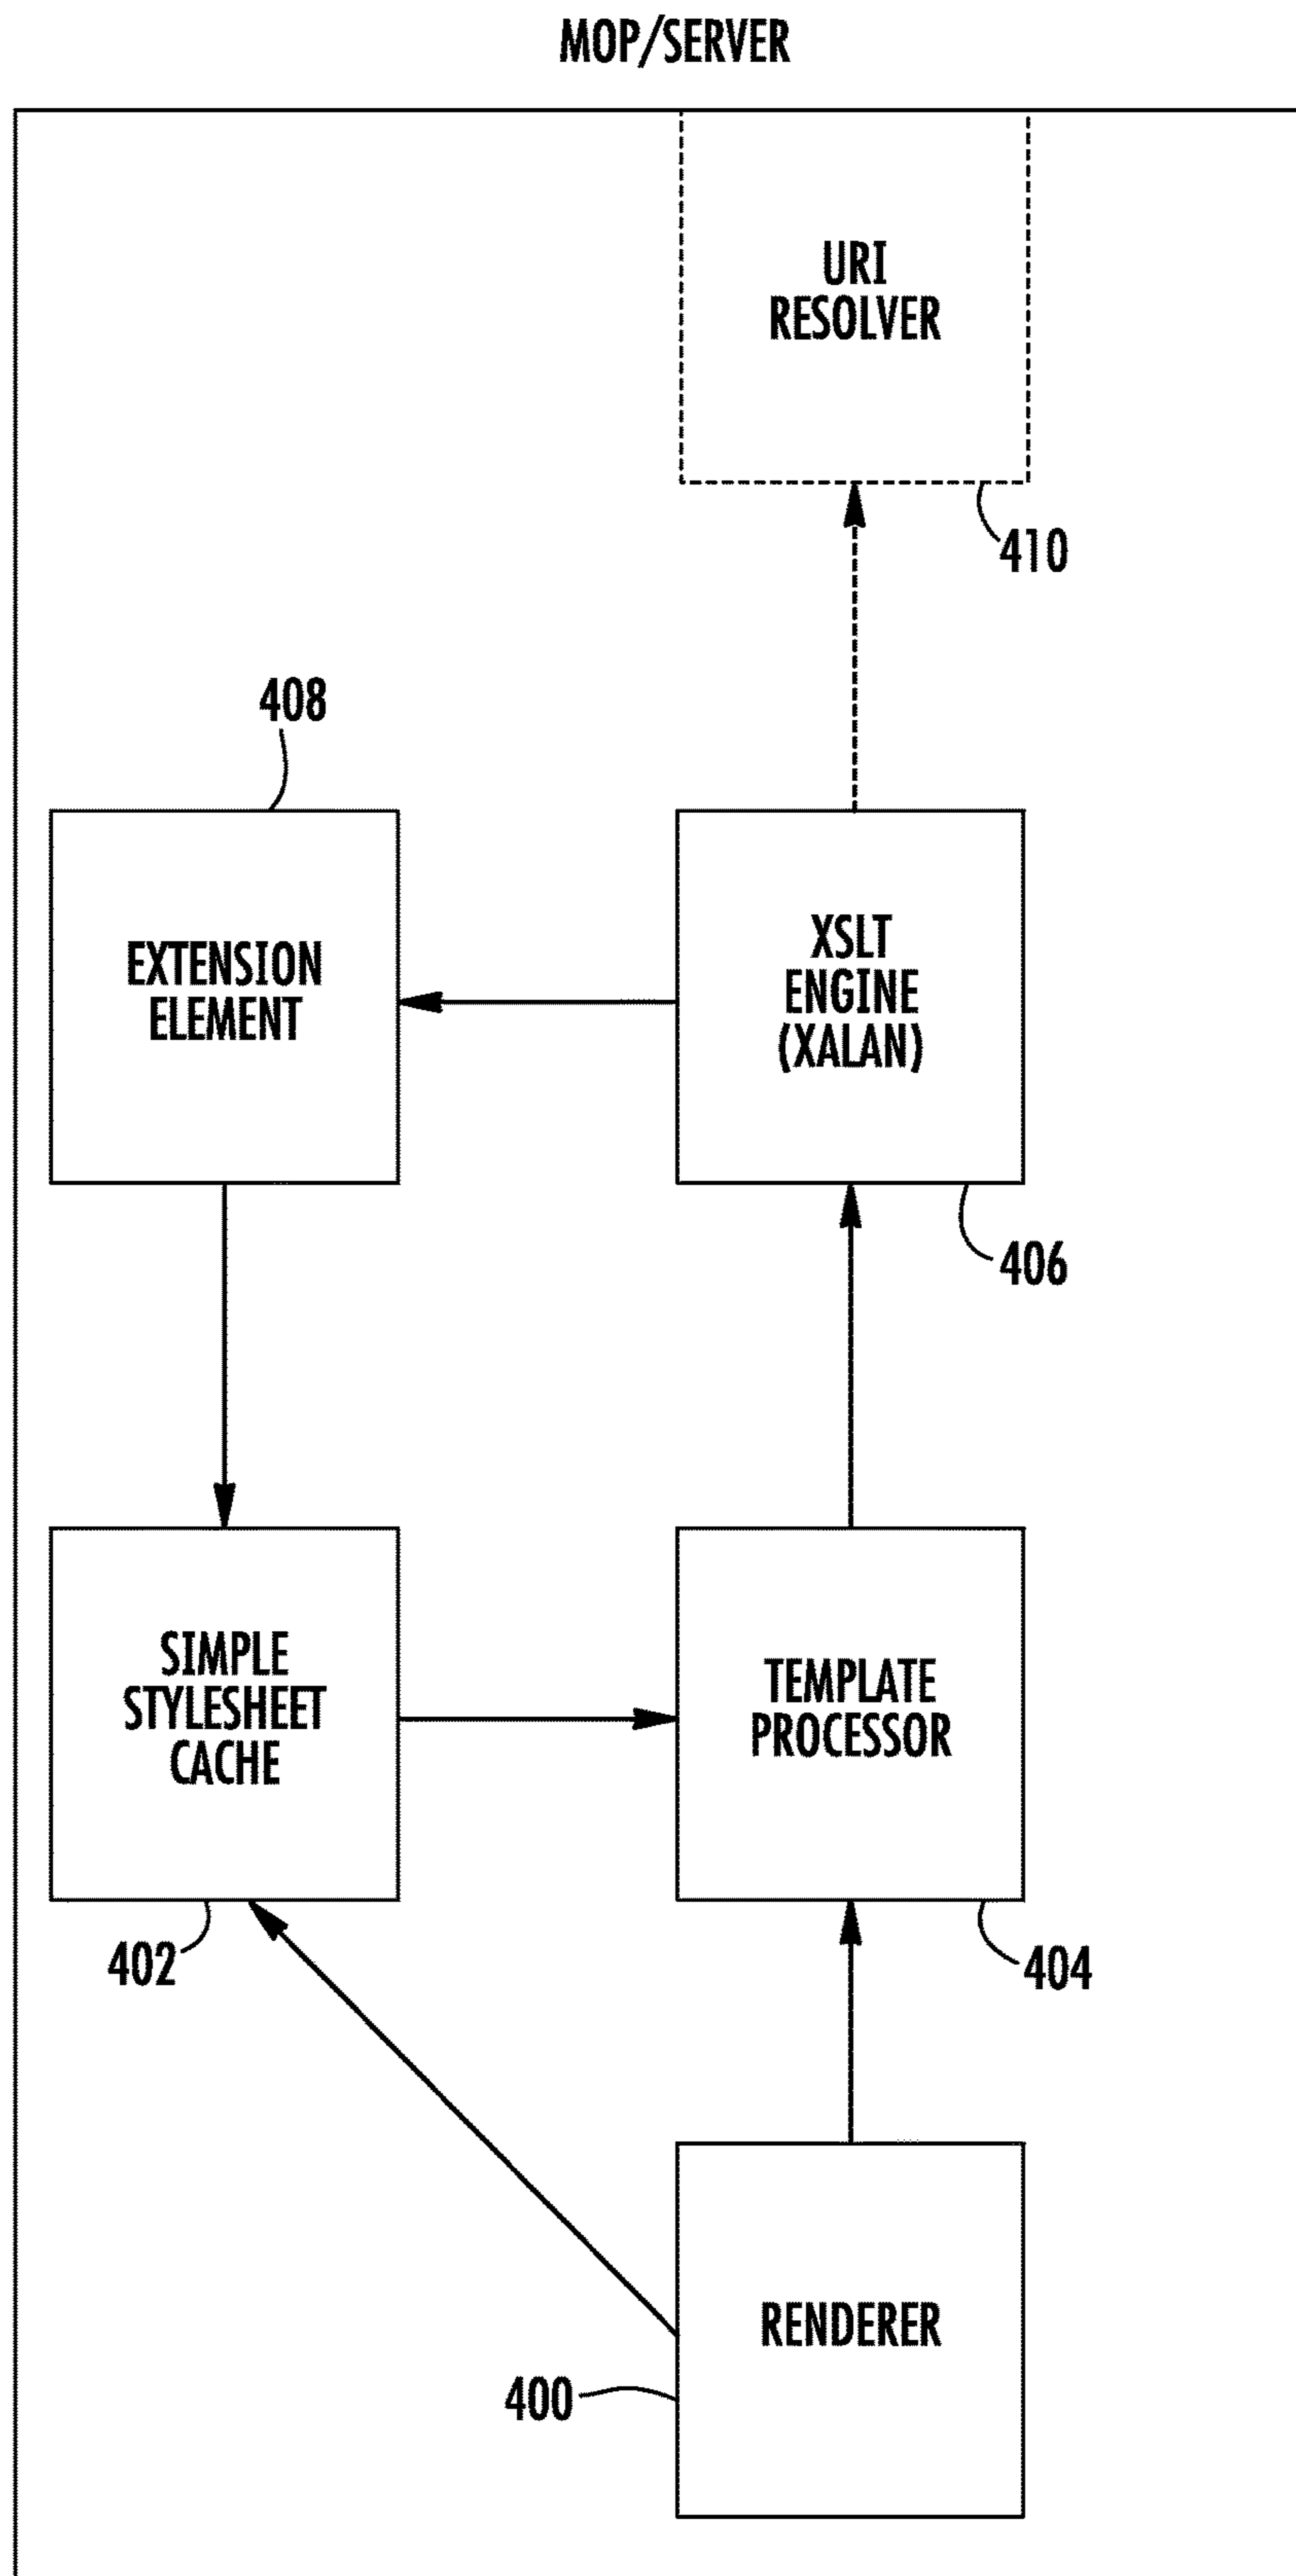 MOP/SERVER
URI
RESOLVER
410
408
EXTENSION
ELEMENT
XSLT
ENGINE
(XALAN)
406
SIMPLE
STYLESHEET
CACHE
TEMPLATE
PROCESSOR
402
404
RENDERER
400